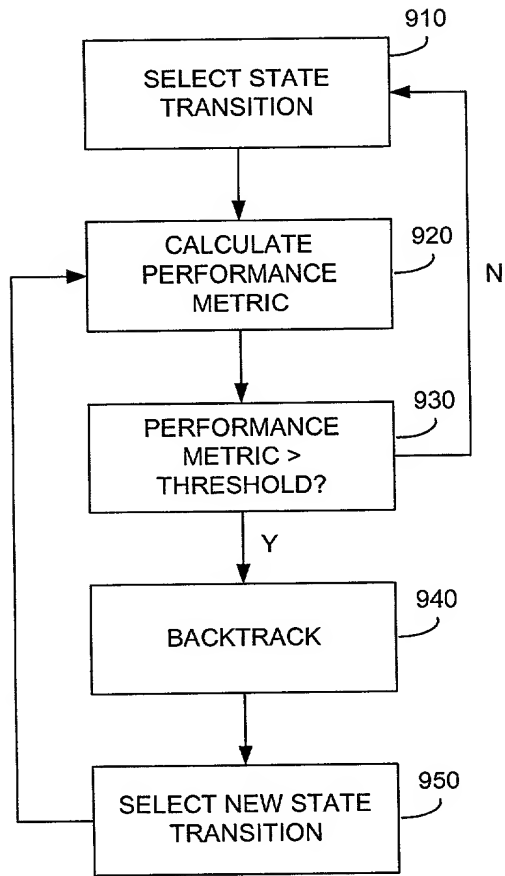 910
SELECT STATE
TRANSITION
920
CALCULATE
PERFORMANCE
METRIC
N
930
PERFORMANCE
METRIC >
THRESHOLD?
Y
940
BACKTRACK
950
SELECT NEW STATE
TRANSITION